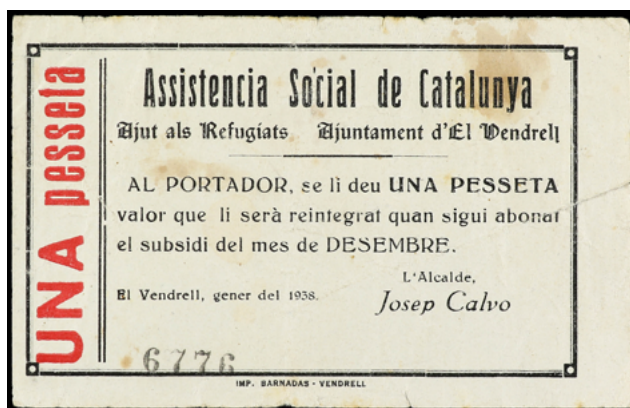 UNA pesseta
Assistencia Social de Catalunya
Ajut als Refugiats Ajuntament d'El Vendrell
AL PORTADOR, se li deu UNA PESSETA
valor que li serà reintegrat quan sigui abonat
el subsidi del mes de DESEMBRE.
L'Alcalde,
El Vendrell, gener del 1938.
Josep Calvo
6776
IMP. BARNADAS - VENDRELL